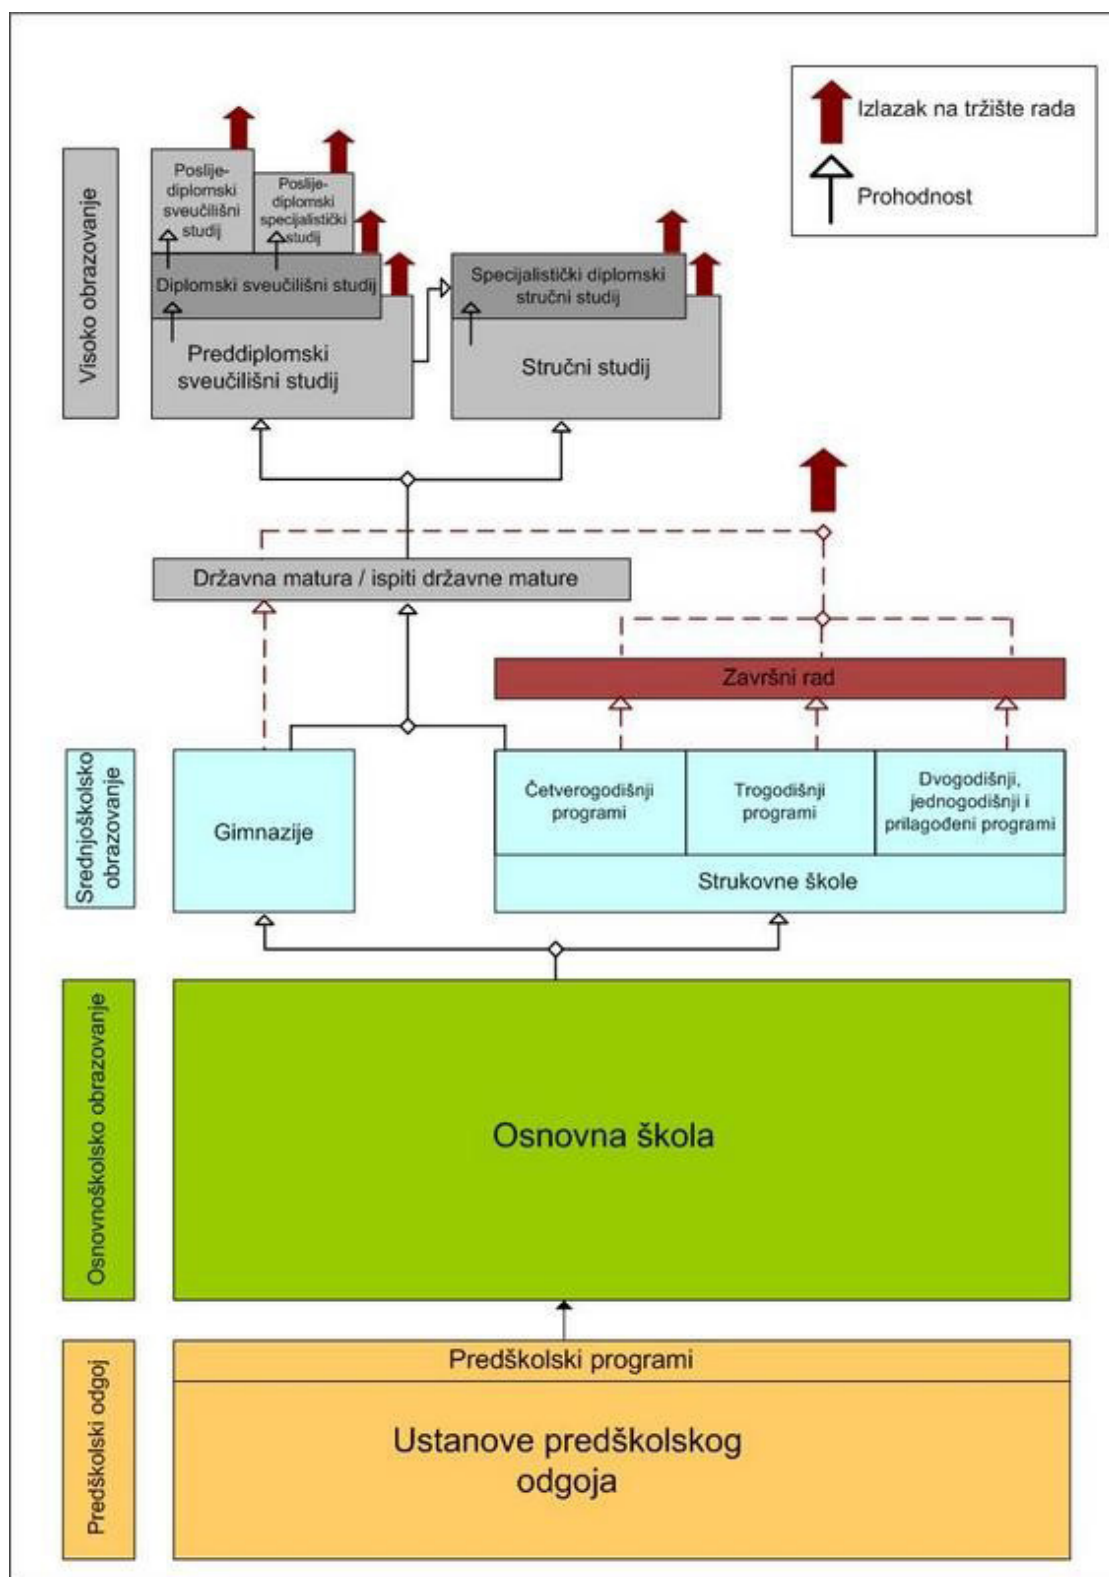 Izlazak na tržište rada
Prohodnost
Visoko obrazovanje
Poslije-
diplomski
sveučilišni
studij
Poslije-
diplomski
specijalistički
studij
Diplomski sveučilišni studij
Preddiplomski
sveučilišni studij
Specijalistički diplomski
stručni studij
Stručni studij
Državna matura / ispiti državne mature
Završni rad
Srednjoškolsko
obrazovanje
Gimnazije
Četverogodišnji
programi
Trogodišnji
programi
Dvogodišnji,
jednogodišnji i
prilagođeni programi
Strukovne škole
Osnovnoškolsko obrazovanje
Osnovna škola
Predškolski odgoj
Predškolski programi
Ustanove predškolskog
odgoja